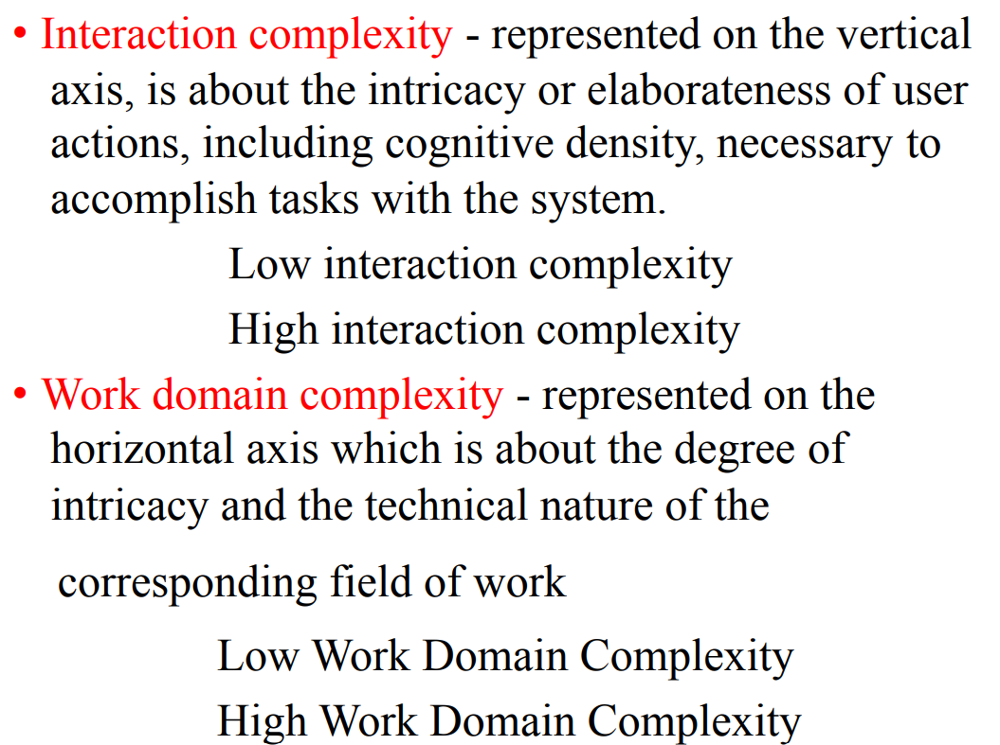 • Interaction complexity - represented on the vertical
axis, is about the intricacy or elaborateness of user
actions, including cognitive density, necessary to
accomplish tasks with the system.
Low interaction complexity
High interaction complexity
• Work domain complexity - represented on the
horizontal axis which is about the degree of
intricacy and the technical nature of the
corresponding field of work
Low Work Domain Complexity
High Work Domain Complexity